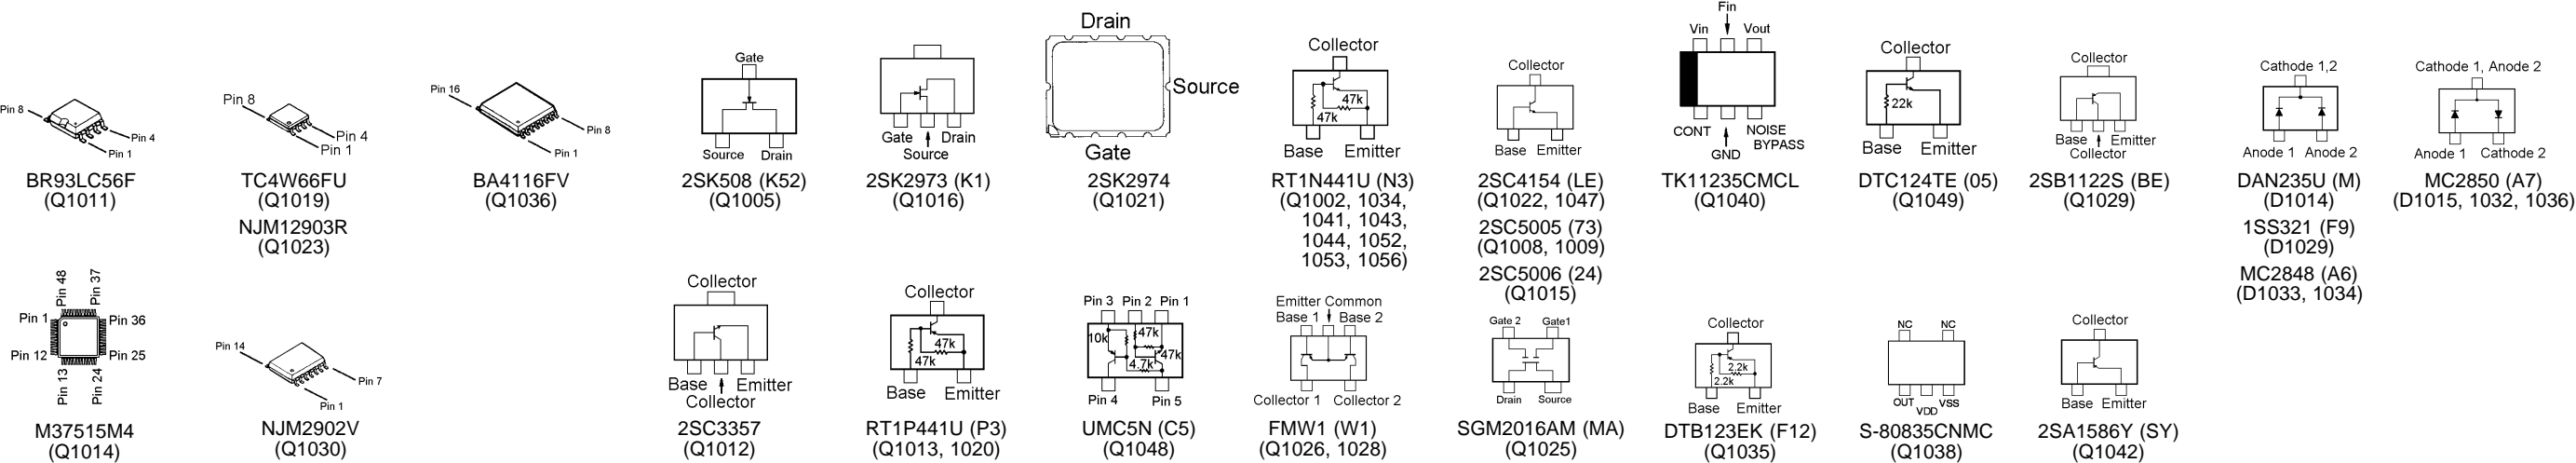 Pin 8
Pin 4
Pin 1
BR93LC56F
(Q1011)
Pin 8
Pin 4
Pin 1
TC4W66FU
(Q1019)
NJM12903R
(Q1023)
Pin 16
Pin 8
Pin 1
BA4116FV
(Q1036)
Gate
Source Drain
2SK508 (K52)
(Q1005)
Gate Drain
Source
2SK2973 (K1)
(Q1016)
Drain
Source
Gate
2SK2974
(Q1021)
Collector
47k
47k
Base Emitter
RT1N441U (N3)
(Q1002, 1034,
1041, 1043,
1044, 1052,
1053, 1056)
Collector
Base Emitter
2SC4154 (LE)
(Q1022, 1047)
2SC5005 (73)
(Q1008, 1009)
2SC5006 (24)
(Q1015)
Fin
Vin Vout
CONT NOISE
BYPASS
GND
TK11235CMCL
(Q1040)
Collector
22k
Base Emitter
DTC124TE (05)
(Q1049)
Collector
Base Emitter
Collector
2SB1122S (BE)
(Q1029)
Cathode 1,2
Anode 1 Anode 2
DAN235U (M)
(D1014)
1SS321 (F9)
(D1029)
MC2848 (A6)
(D1033, 1034)
Cathode 1, Anode 2
Anode 1 Cathode 2
MC2850 (A7)
(D1015, 1032, 1036)
Pin 48
Pin 37
Pin 1
Pin 36
Pin 12
Pin 25
Pin 13
Pin 24
M37515M4
(Q1014)
Pin 14
Pin 7
Pin 1
NJM2902V
(Q1030)
Collector
Base Emitter
Collector
2SC3357
(Q1012)
Collector
47k
47k
Base Emitter
RT1P441U (P3)
(Q1013, 1020)
Pin 3 Pin 2 Pin 1
10k
47k
47k
4.7k
Pin 4 Pin 5
UMC5N (C5)
(Q1048)
Emitter Common
Base 1 Base 2
Collector 1 Collector 2
FMW1 (W1)
(Q1026, 1028)
Gate 2 Gate1
Drain Source
SGM2016AM (MA)
(Q1025)
Collector
2.2k
2.2k
Base Emitter
DTB123EK (F12)
(Q1035)
NC NC
OUT VDD VSS
S-80835CNMC
(Q1038)
Collector
Base Emitter
2SA1586Y (SY)
(Q1042)